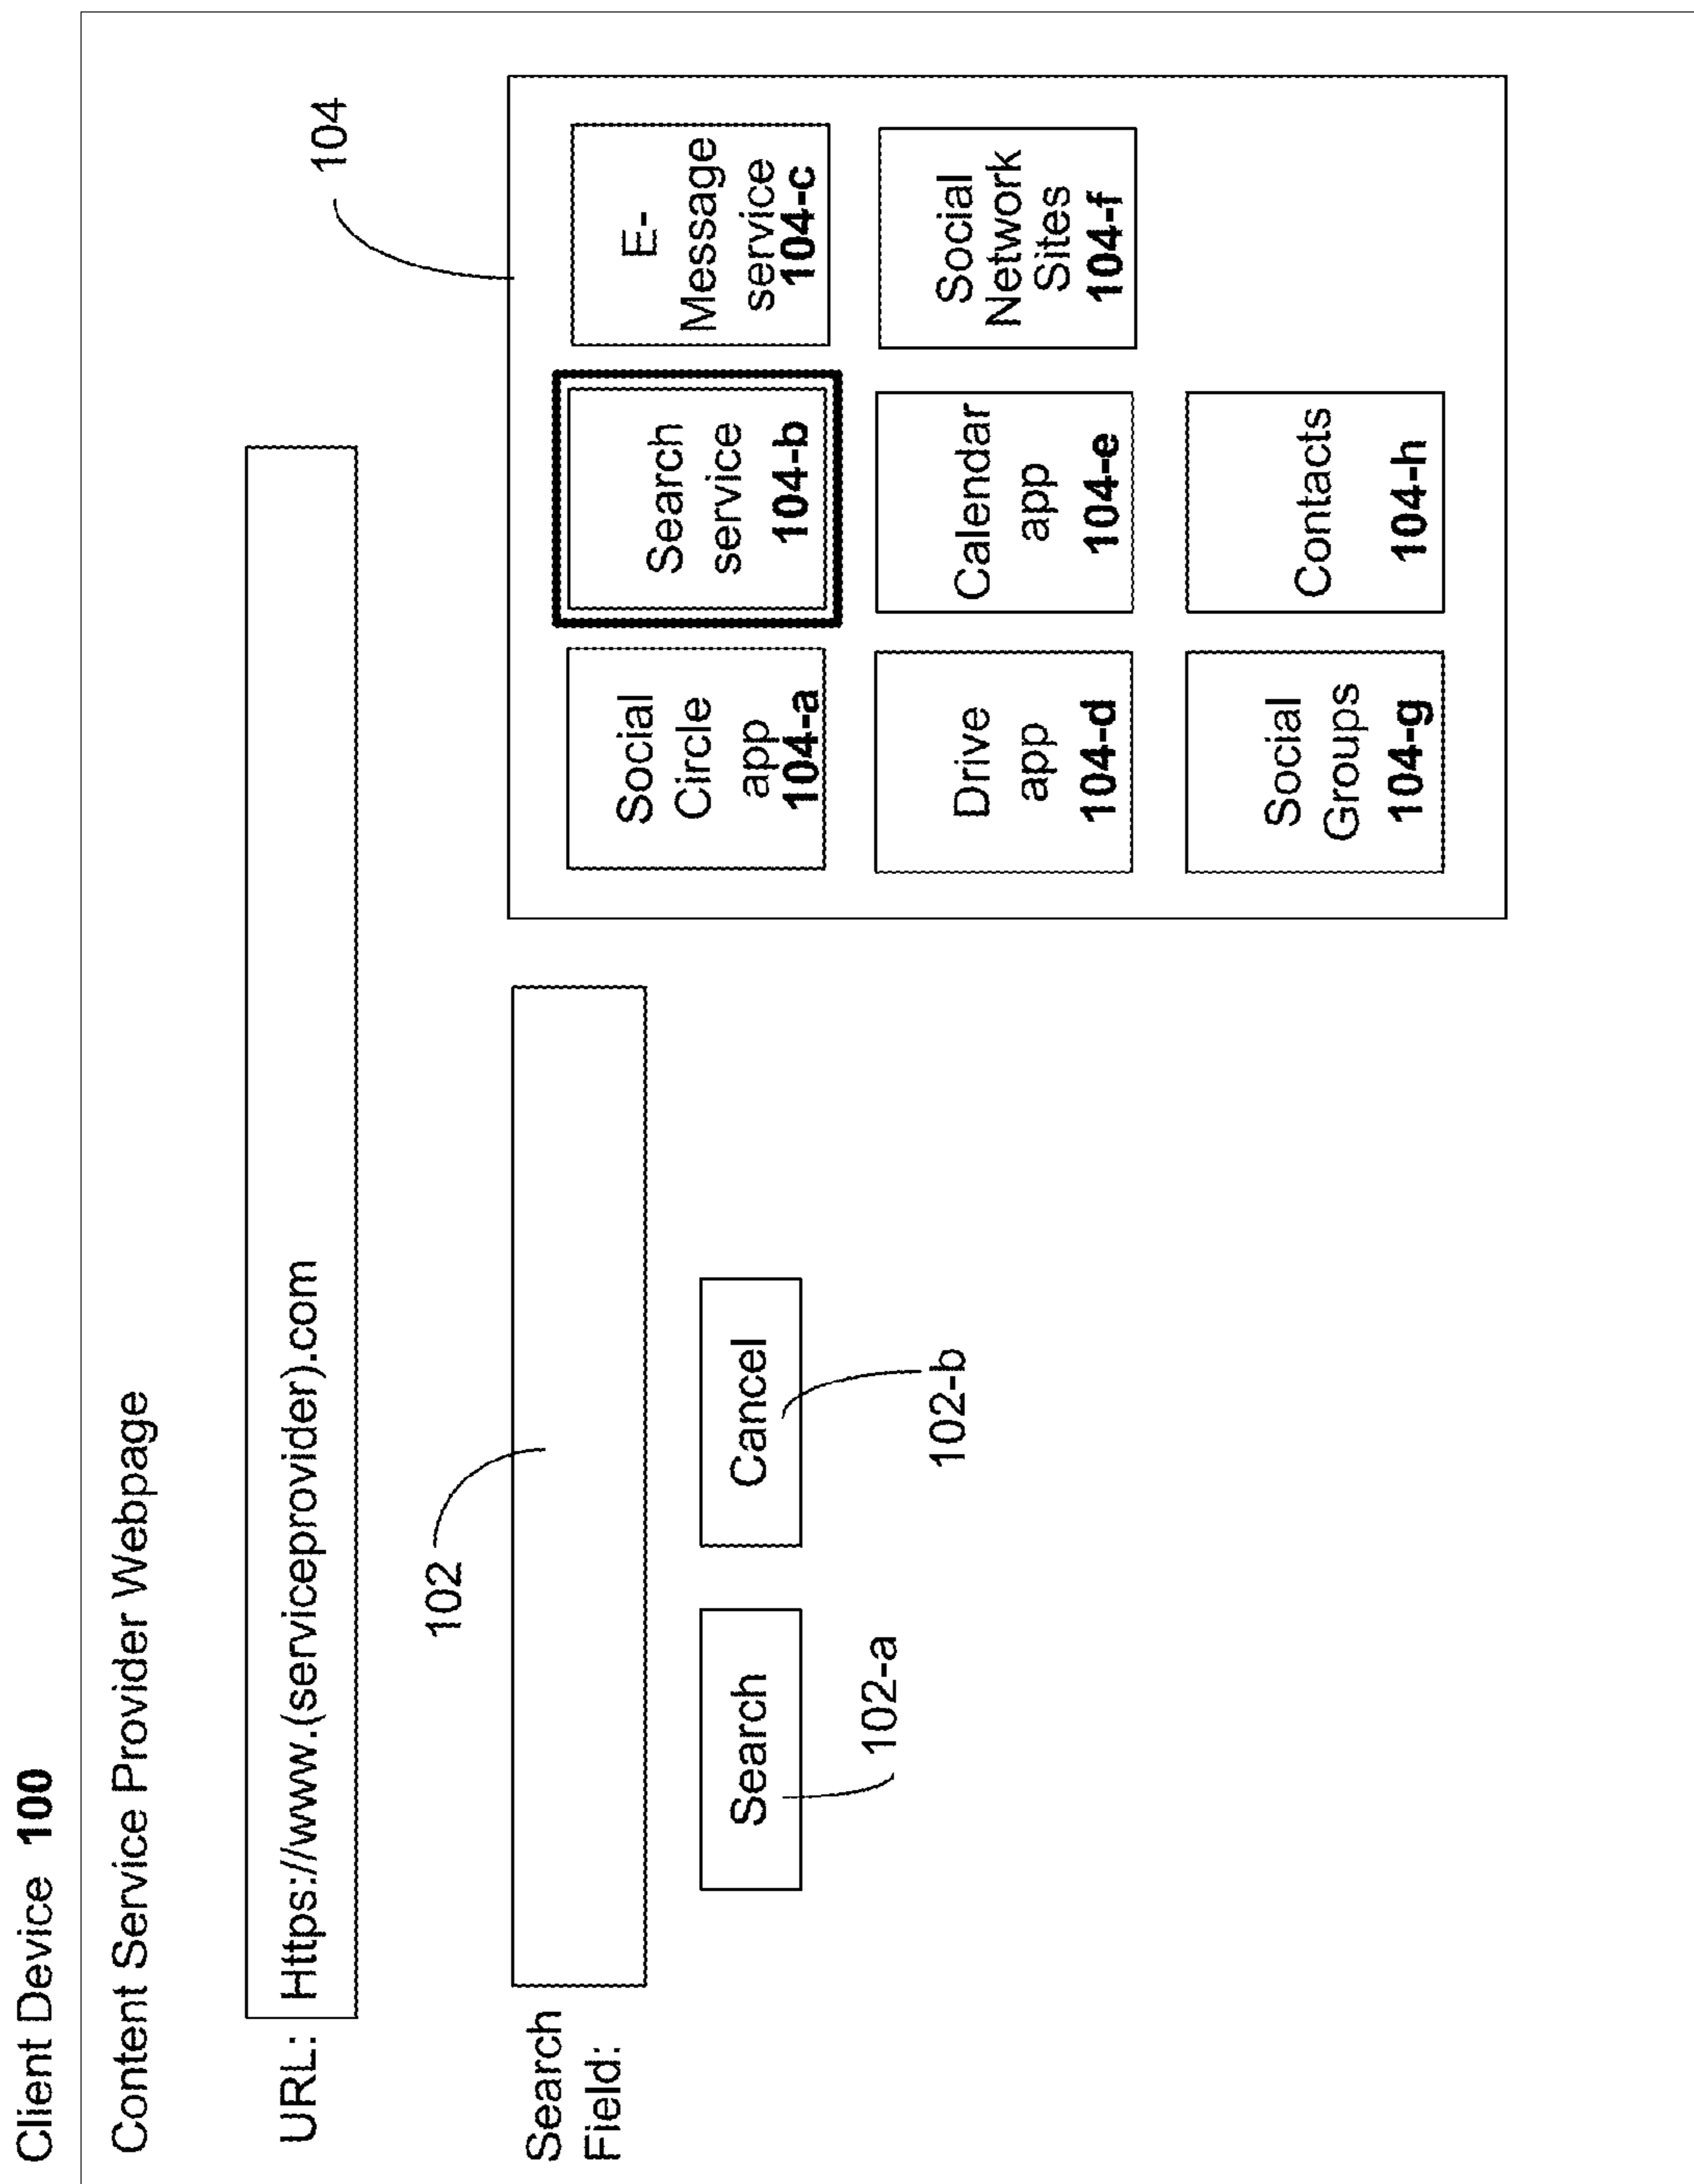 Client Device 100
Content Service Provider Webpage
URL: Https://www.(serviceprovider).com
104
102
Search
Field:
Search
Cancel
102-a
102-b
Social
Circle
app
104-a
Search
service
104-b
E-
Message
service
104-c
Drive
app
104-d
Calendar
app
104-e
Social
Network
Sites
104-f
Social
Groups
104-g
Contacts
104-h